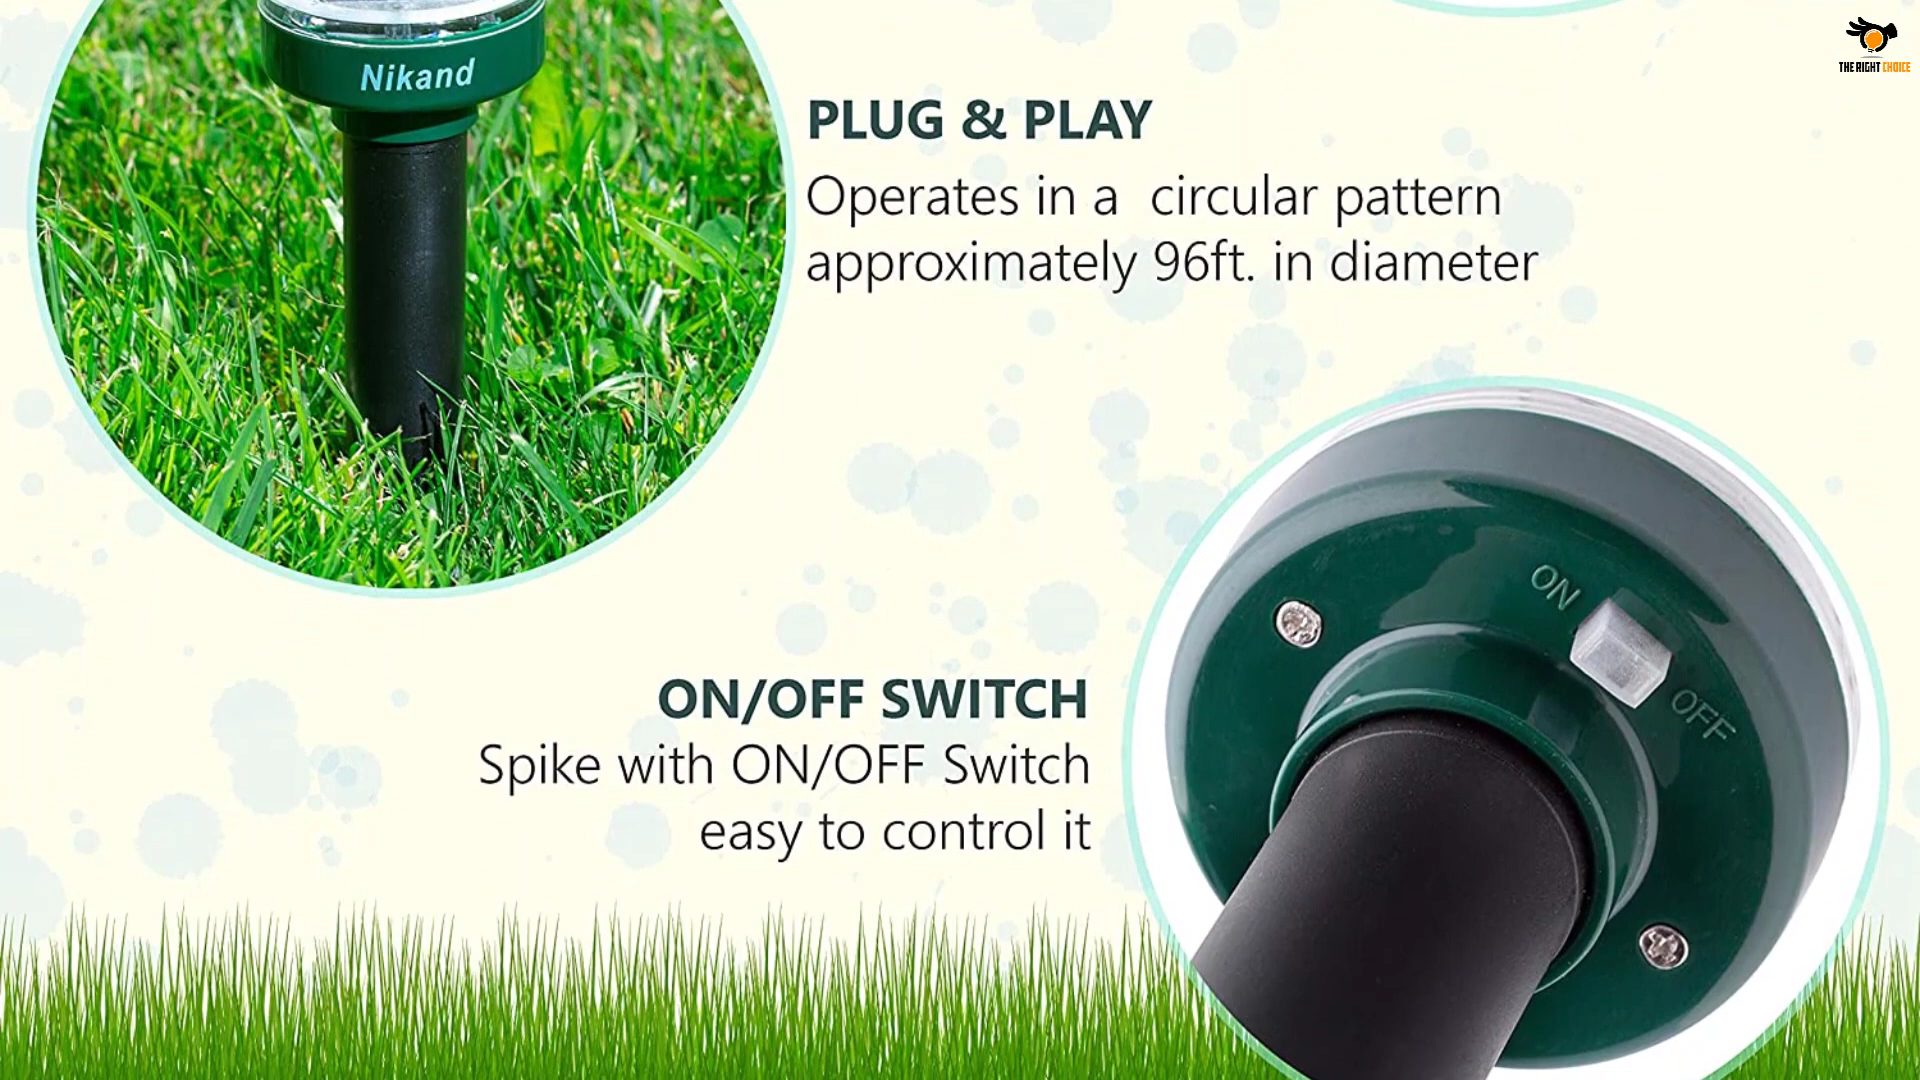 THE RIGHT CHOICE
Nikand
PLUG & PLAY
Operates in a circular pattern
approximately 96ft. in diameter
ON
OFF
ON/OFF SWITCH
Spike with ON/OFF Switch
easy to control it